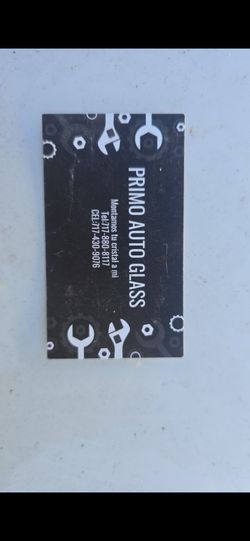 PRIMO AUTO GLASS
Montamos tu cristal a mi
Tel:717-880-8117
CEL:717-430-9076